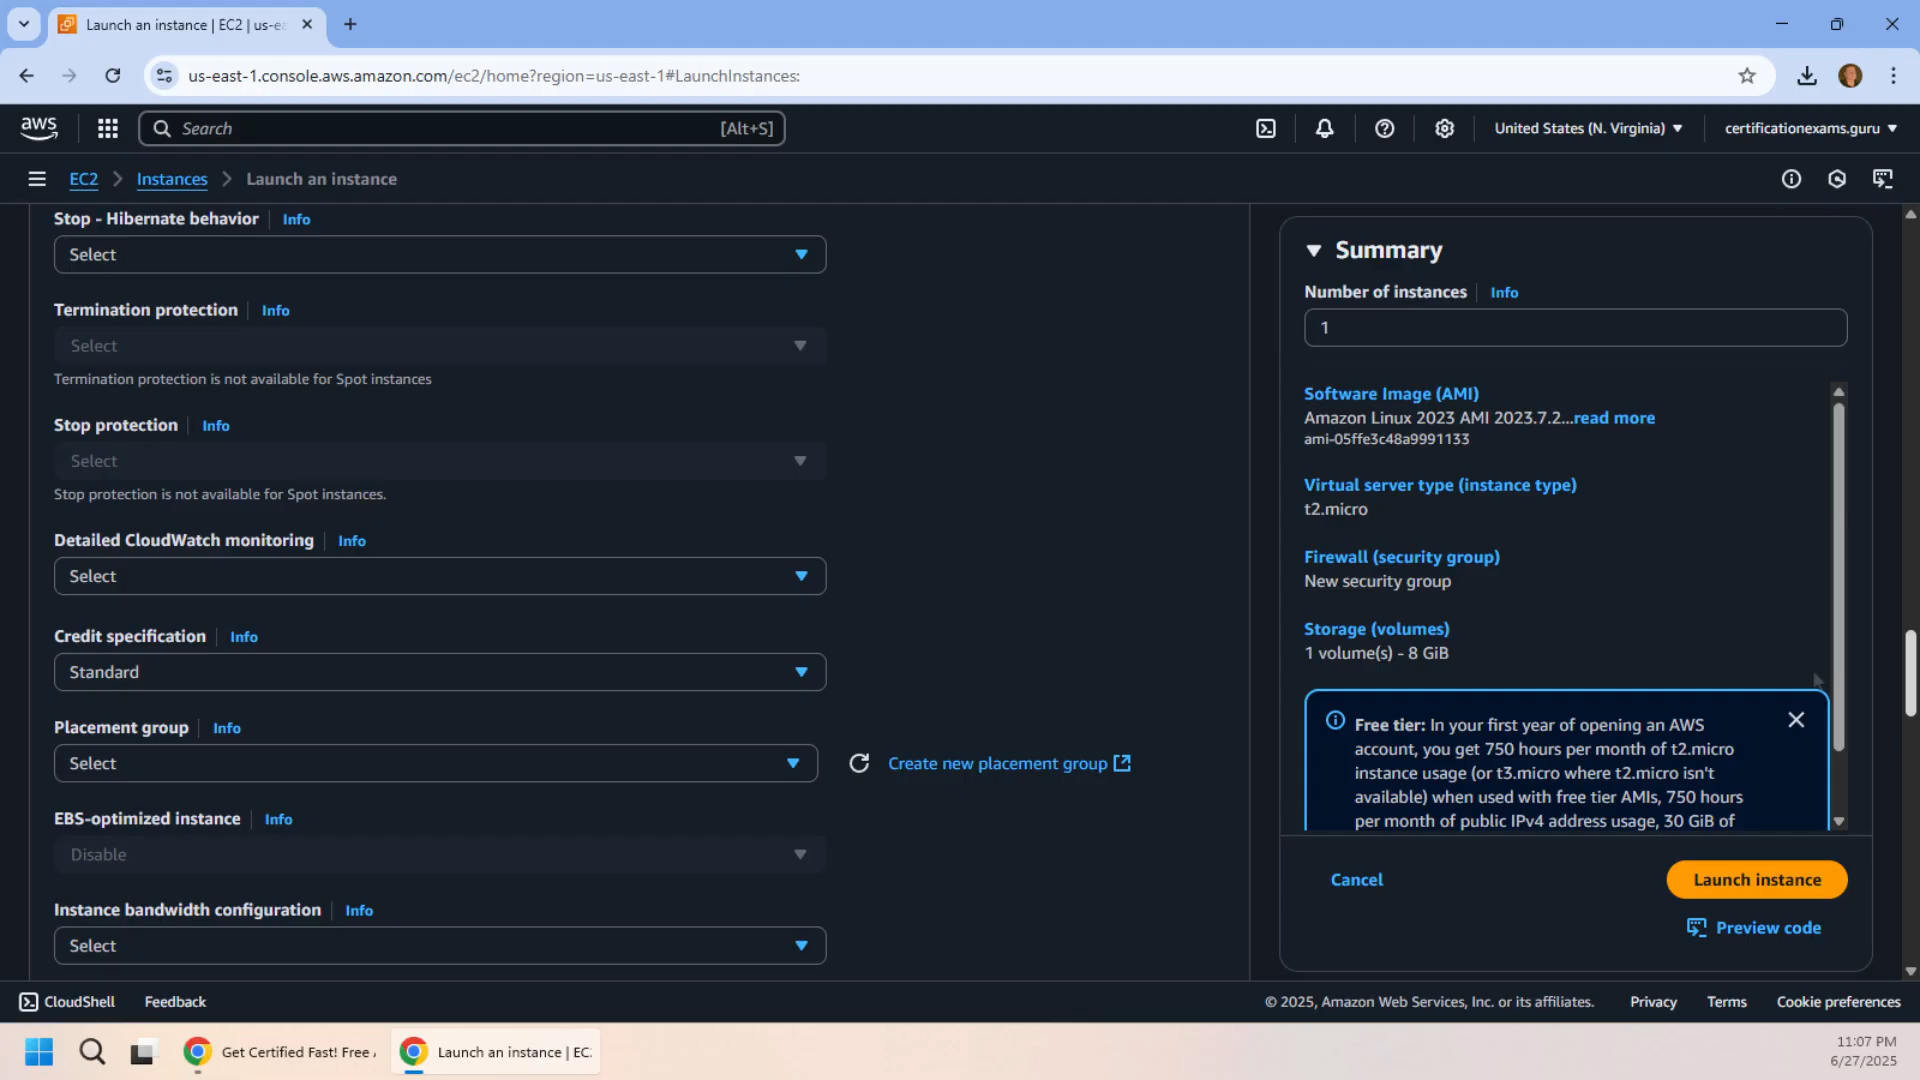 Launch an instance | EC2 | us-ea
us-east-1.console.aws.amazon.com/ec2/home?region=us-east-1#LaunchInstances:
aws
Search
[Alt+S]
United States (N. Virginia)
certificationexams.guru
EC2
Instances
Launch an instance
Stop - Hibernate behavior
Info
Select
Termination protection
Info
Select
Termination protection is not available for Spot instances
Stop protection
Info
Select
Stop protection is not available for Spot instances.
Detailed CloudWatch monitoring
Info
Select
Credit specification
Info
Standard
Placement group
Info
Select
Create new placement group
EBS-optimized instance
Info
Disable
Instance bandwidth configuration
Info
Select
Summary
Number of instances
Info
1
Software Image (AMI)
Amazon Linux 2023 AMI 2023.7.2...read more
ami-05ffe3c48a9991133
Virtual server type (instance type)
t2.micro
Firewall (security group)
New security group
Storage (volumes)
1 volume(s) - 8 GiB
Free tier: In your first year of opening an AWS
account, you get 750 hours per month of t2.micro
instance usage (or t3.micro where t2.micro isn't
available) when used with free tier AMIs, 750 hours
per month of public IPv4 address usage, 30 GiB of
Cancel
Launch instance
Preview code
CloudShell
Feedback
© 2025, Amazon Web Services, Inc. or its affiliates.
Privacy
Terms
Cookie preferences
Get Certified Fast! Free
Launch an instance | EC
11:07 PM
6/27/2025